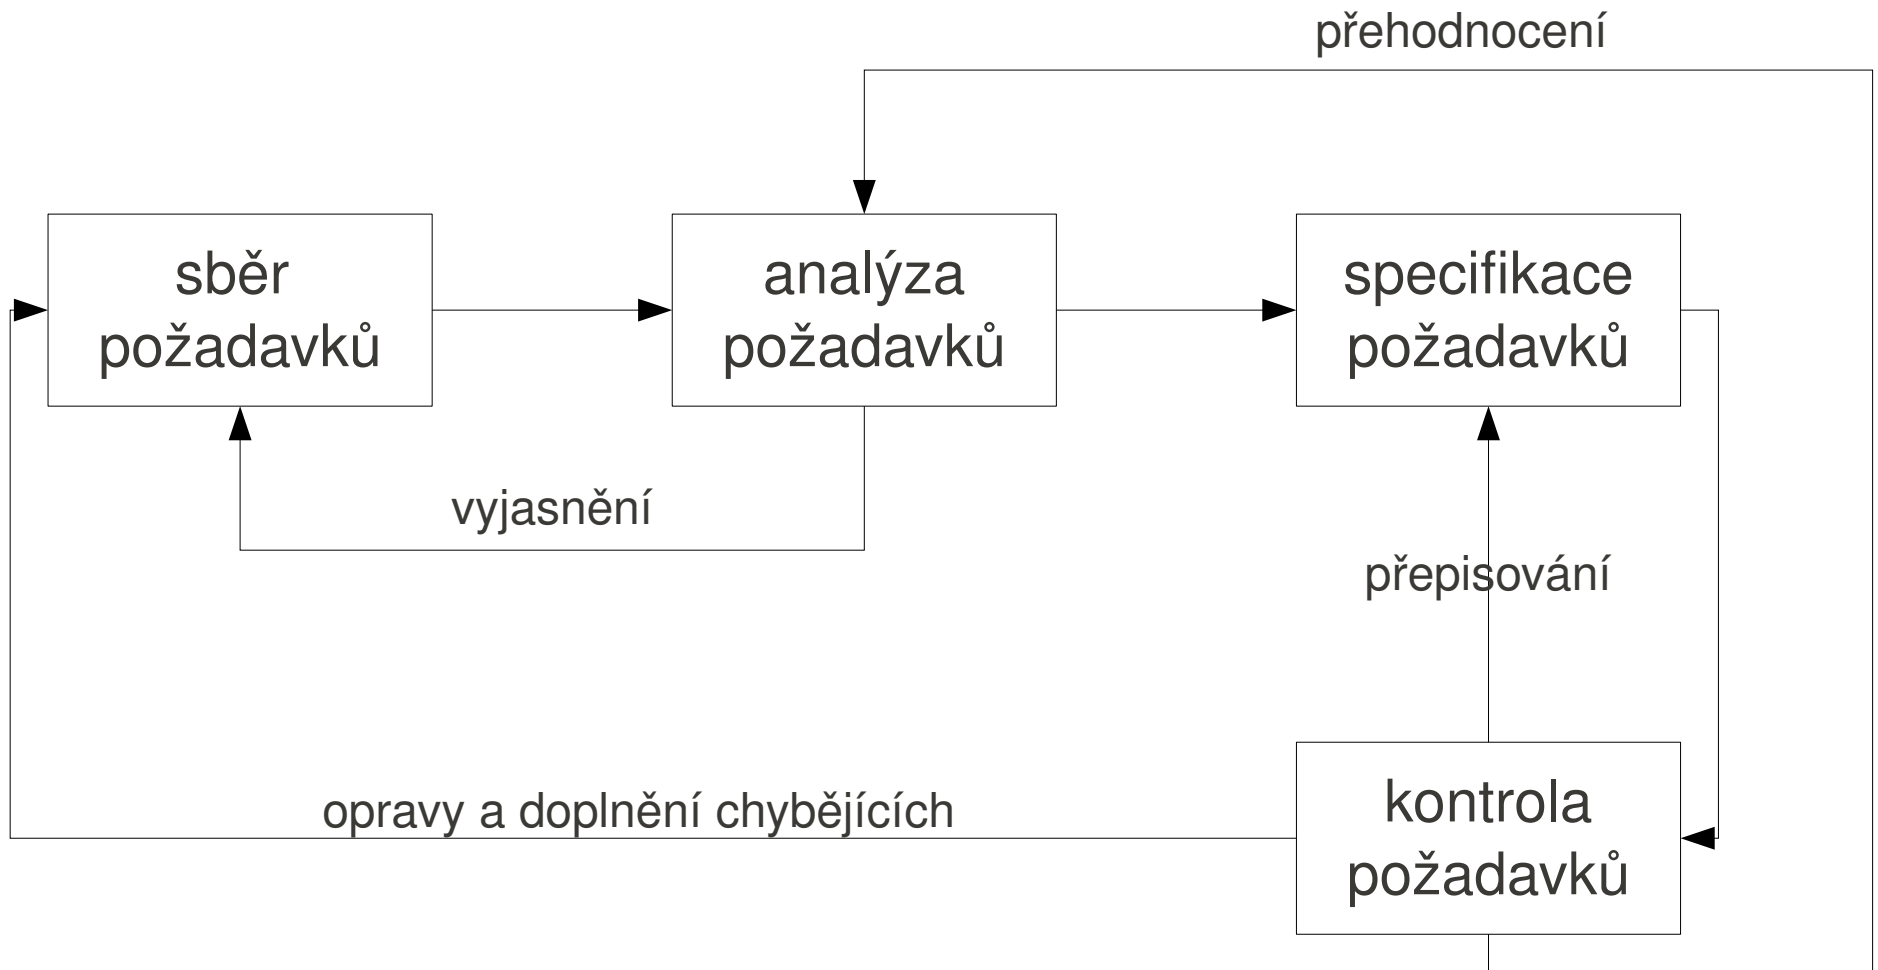 přehodnocení
sběr
požadavků
analýza
požadavků
specifikace
požadavků
vyjasnění
přepisování
opravy a doplnění chybějících
kontrola
požadavků